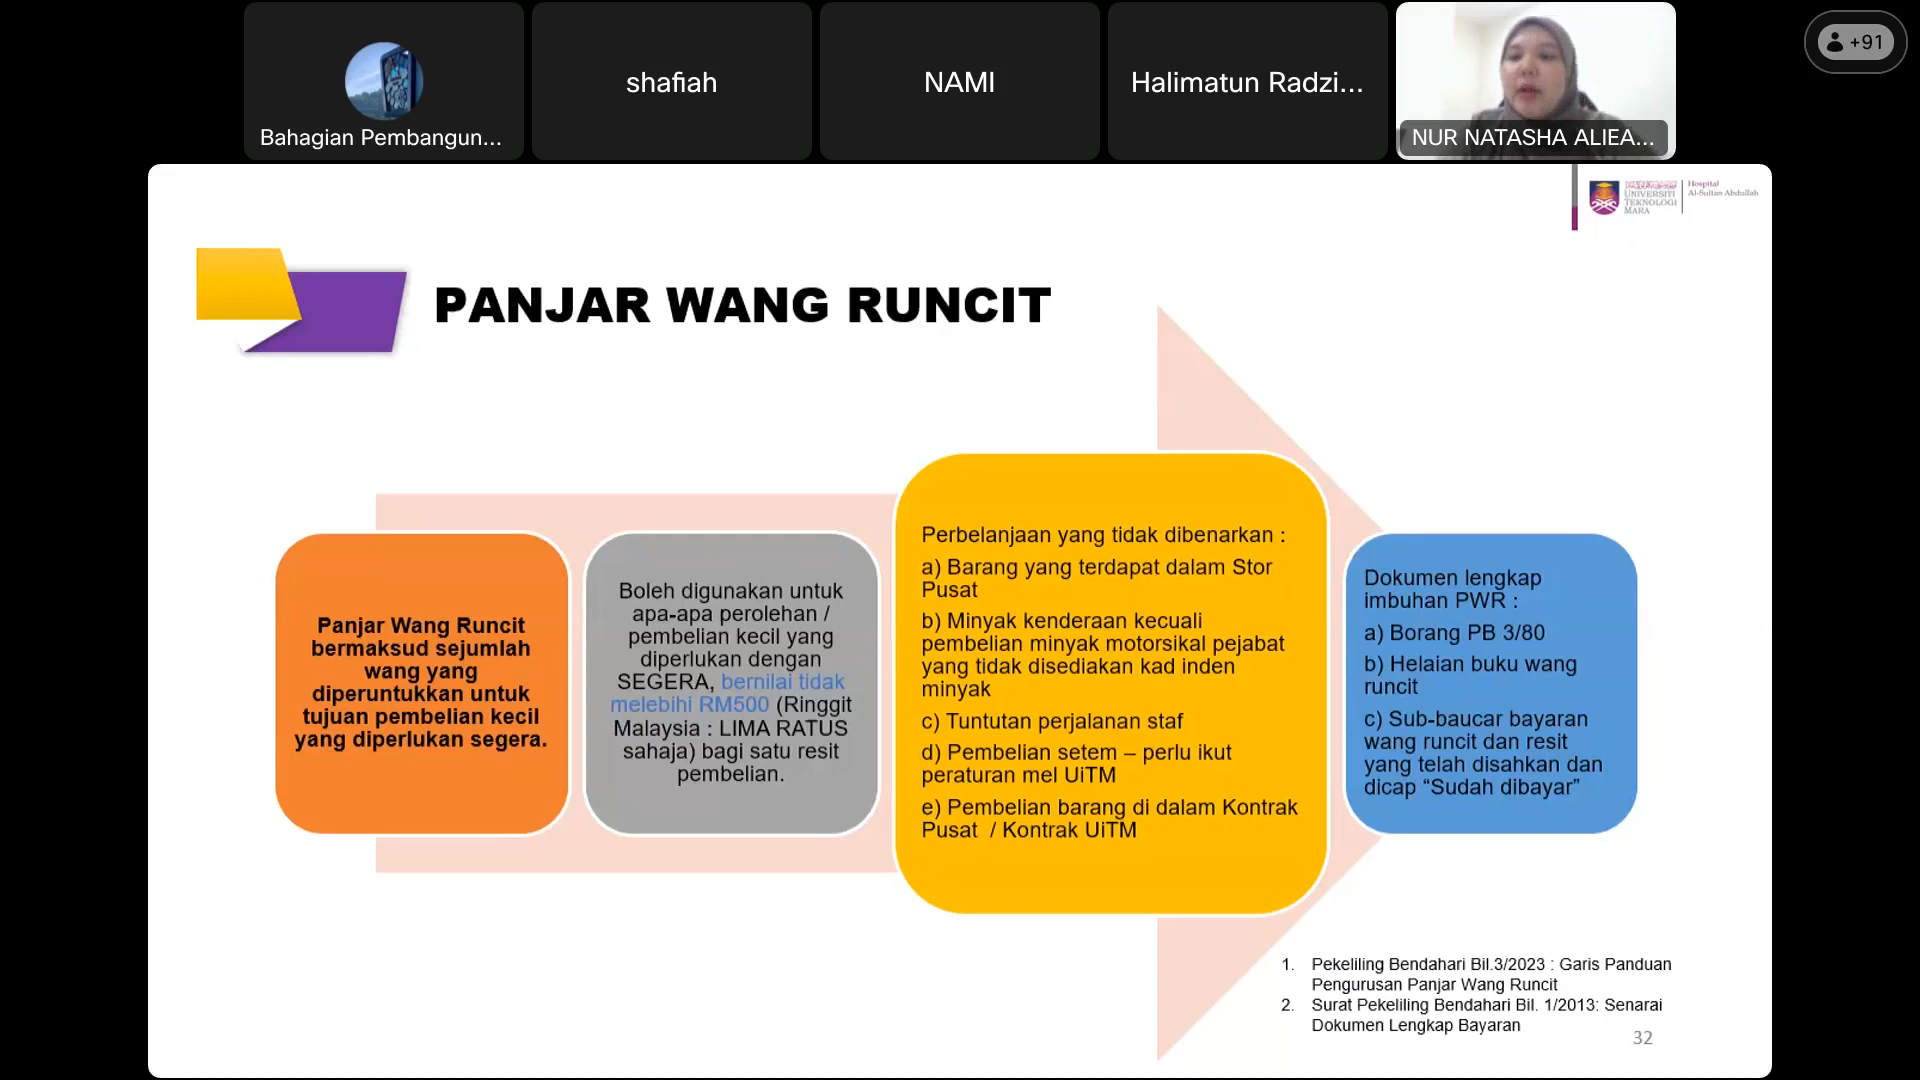 Bahagian Pembangun...
shafiah
NAMI
Halimatun Radzi...
NUR NATASHA ALIEA...
+91
UNIVERSITI
TEKNOLOGI
MARA
Hospital
Al-Sultan Abdullah
PANJAR WANG RUNCIT
Panjar Wang Runcit
bermaksud sejumlah
wang yang
diperuntukkan untuk
tujuan pembelian kecil
yang diperlukan segera.
Boleh digunakan untuk
apa-apa perolehan /
pembelian kecil yang
diperlukan dengan
SEGERA, bernilai tidak
melebihi RM500 (Ringgit
Malaysia : LIMA RATUS
sahaja) bagi satu resit
pembelian.
Perbelanjaan yang tidak dibenarkan :
a) Barang yang terdapat dalam Stor
Pusat
b) Minyak kenderaan kecuali
pembelian minyak motorsikal pejabat
yang tidak disediakan kad inden
minyak
c) Tuntutan perjalanan staf
d) Pembelian setem – perlu ikut
peraturan mel UiTM
e) Pembelian barang di dalam Kontrak
Pusat / Kontrak UiTM
Dokumen lengkap
imbuhan PWR :
a) Borang PB 3/80
b) Helaian buku wang
runcit
c) Sub-baucar bayaran
wang runcit dan resit
yang telah disahkan dan
dicap “Sudah dibayar”
1. Pekeliling Bendahari Bil.3/2023 : Garis Panduan
Pengurusan Panjar Wang Runcit
2. Surat Pekeliling Bendahari Bil. 1/2013: Senarai
Dokumen Lengkap Bayaran
32